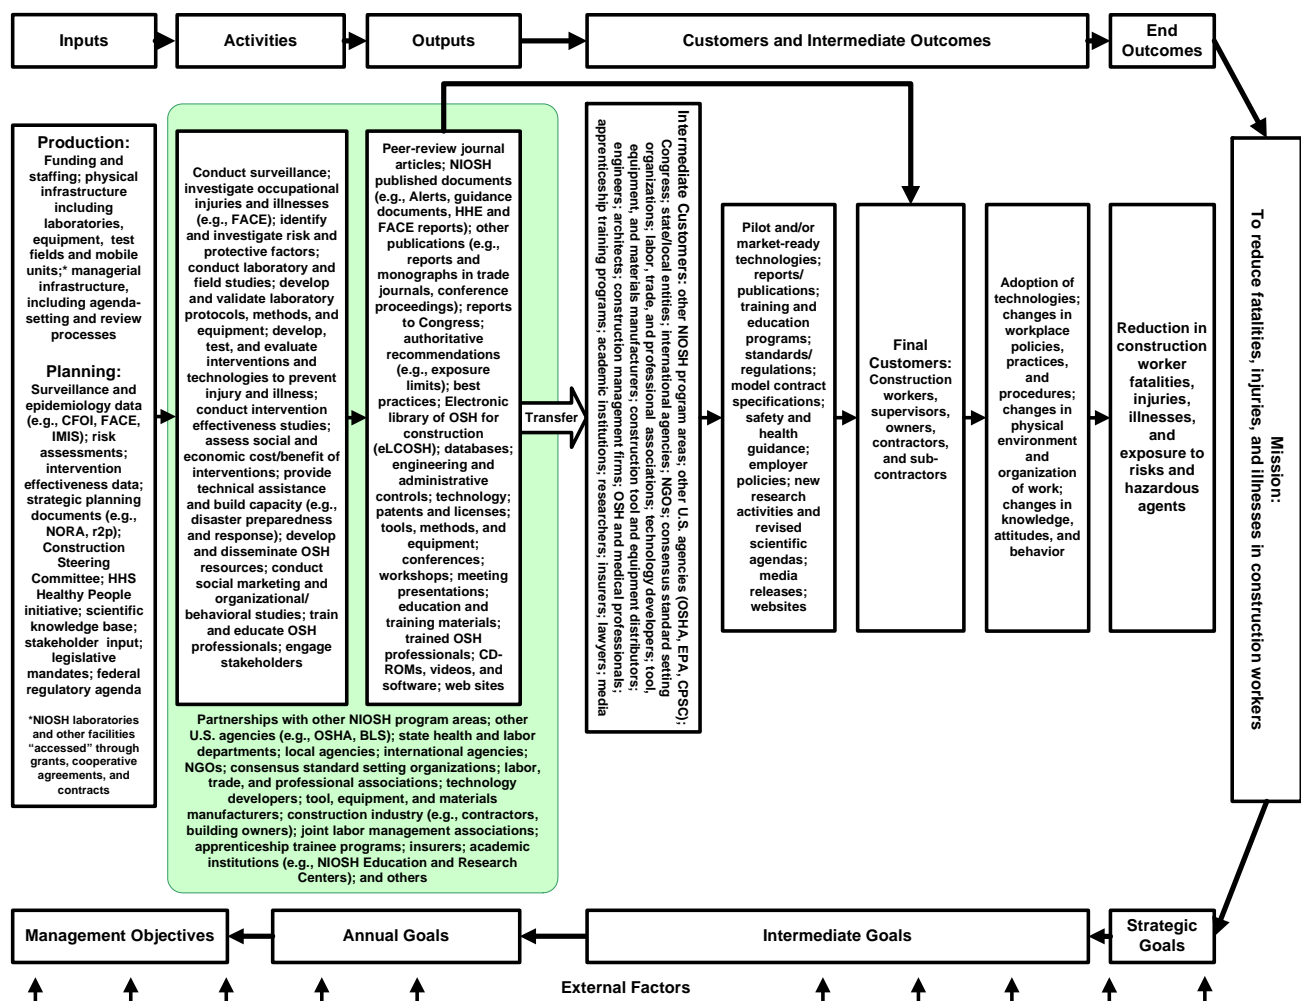 Inputs
Activities
Outputs
Customers and Intermediate Outcomes
End
Outcomes
Production:
Funding and
staffing; physical
infrastructure
including
laboratories,
equipment, test
fields and mobile
units;* managerial
infrastructure,
including agenda-
setting and review
processes
Planning:
Surveillance and
epidemiology data
(e.g., CFOI, FACE,
IMIS); risk
assessments;
intervention
effectiveness data;
strategic planning
documents (e.g.,
NORA, r2p);
Construction
Steering
Committee; HHS
Healthy People
initiative; scientific
knowledge base;
stakeholder input;
legislative
mandates; federal
regulatory agenda
*NIOSH laboratories
and other facilities
“accessed” through
grants, cooperative
agreements, and
contracts
Conduct surveillance;
investigate occupational
injuries and illnesses
(e.g., FACE); identify
and investigate risk and
protective factors;
conduct laboratory and
field studies; develop
and validate laboratory
protocols, methods, and
equipment; develop,
test, and evaluate
interventions and
technologies to prevent
injury and illness;
conduct intervention
effectiveness studies;
assess social and
economic cost/benefit of
interventions; provide
technical assistance
and build capacity (e.g.,
disaster preparedness
and response); develop
and disseminate OSH
resources; conduct
social marketing and
organizational/
behavioral studies; train
and educate OSH
professionals; engage
stakeholders
Peer-review journal
articles; NIOSH
published documents
(e.g., Alerts, guidance
documents, HHE and
FACE reports); other
publications (e.g.,
reports and
monographs in trade
journals, conference
proceedings); reports
to Congress;
authoritative
recommendations
(e.g., exposure
limits); best
practices; Electronic
library of OSH for
construction
(eLCOSH); databases;
engineering and
administrative
controls; technology;
patents and licenses;
tools, methods, and
equipment;
conferences;
workshops; meeting
presentations;
education and
training materials;
trained OSH
professionals; CD-
ROMs, videos, and
software; web sites
Partnerships with other NIOSH program areas; other
U.S. agencies (e.g., OSHA, BLS); state health and labor
departments; local agencies; international agencies;
NGOs; consensus standard setting organizations; labor,
trade, and professional associations; technology
developers; tool, equipment, and materials
manufacturers; construction industry (e.g., contractors,
building owners); joint labor management associations;
apprenticeship trainee programs; insurers; academic
institutions (e.g., NIOSH Education and Research
Centers); and others
Transfer
Intermediate Customers: other NIOSH program areas; other U.S. agencies (OSHA, EPA, CPSC);
Congress; state/local entities; international agencies; NGOs; consensus standard setting
organizations; labor, trade, and professional associations; technology developers; tool,
equipment, and materials manufacturers; construction tool and equipment distributors;
engineers; architects; construction management firms; OSH and medical professionals;
apprenticeship training programs; academic institutions; researchers; insurers; lawyers; media
Pilot and/or
market-ready
technologies;
reports/
publications;
training and
education
programs;
standards/
regulations;
model contract
specifications;
safety and
health
guidance;
employer
policies; new
research
activities and
revised
scientific
agendas;
media
releases;
websites
Final
Customers:
Construction
workers,
supervisors,
owners,
contractors,
and sub-
contractors
Adoption of
technologies;
changes in
workplace
policies,
practices,
and
procedures;
changes in
physical
environment
and
organization
of work;
changes in
knowledge,
attitudes, and
behavior
Reduction in
construction
worker
fatalities,
injuries,
illnesses,
and
exposure to
risks and
hazardous
agents
Mission:
To reduce fatalities, injuries, and illnesses in construction workers
Management Objectives
Annual Goals
Intermediate Goals
Strategic
Goals
External Factors